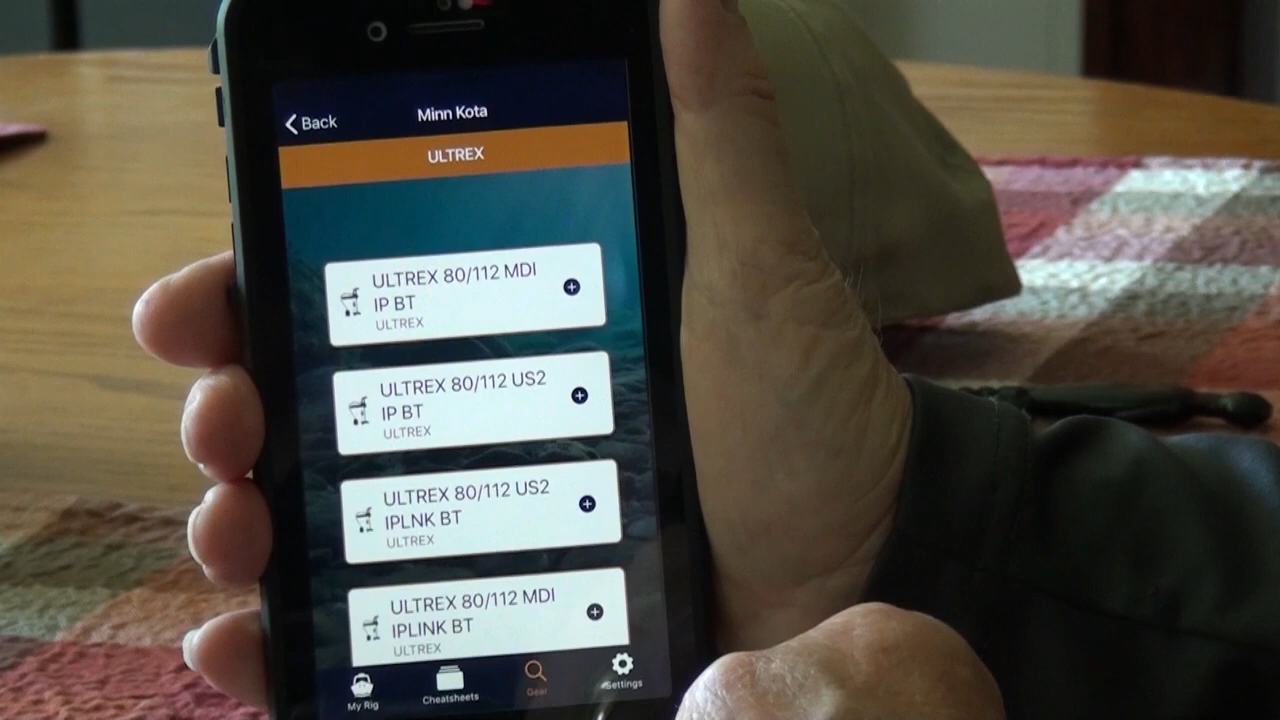 Back
Minn Kota
ULTREX
ULTREX 80/112 MDI
IP BT
ULTREX
ULTREX 80/112 US2
IP BT
ULTREX
ULTREX 80/112 US2
IPLNK BT
ULTREX
ULTREX 80/112 MDI
IPLINK BT
ULTREX
My Rig
Cheatsheets
Gear
Settings